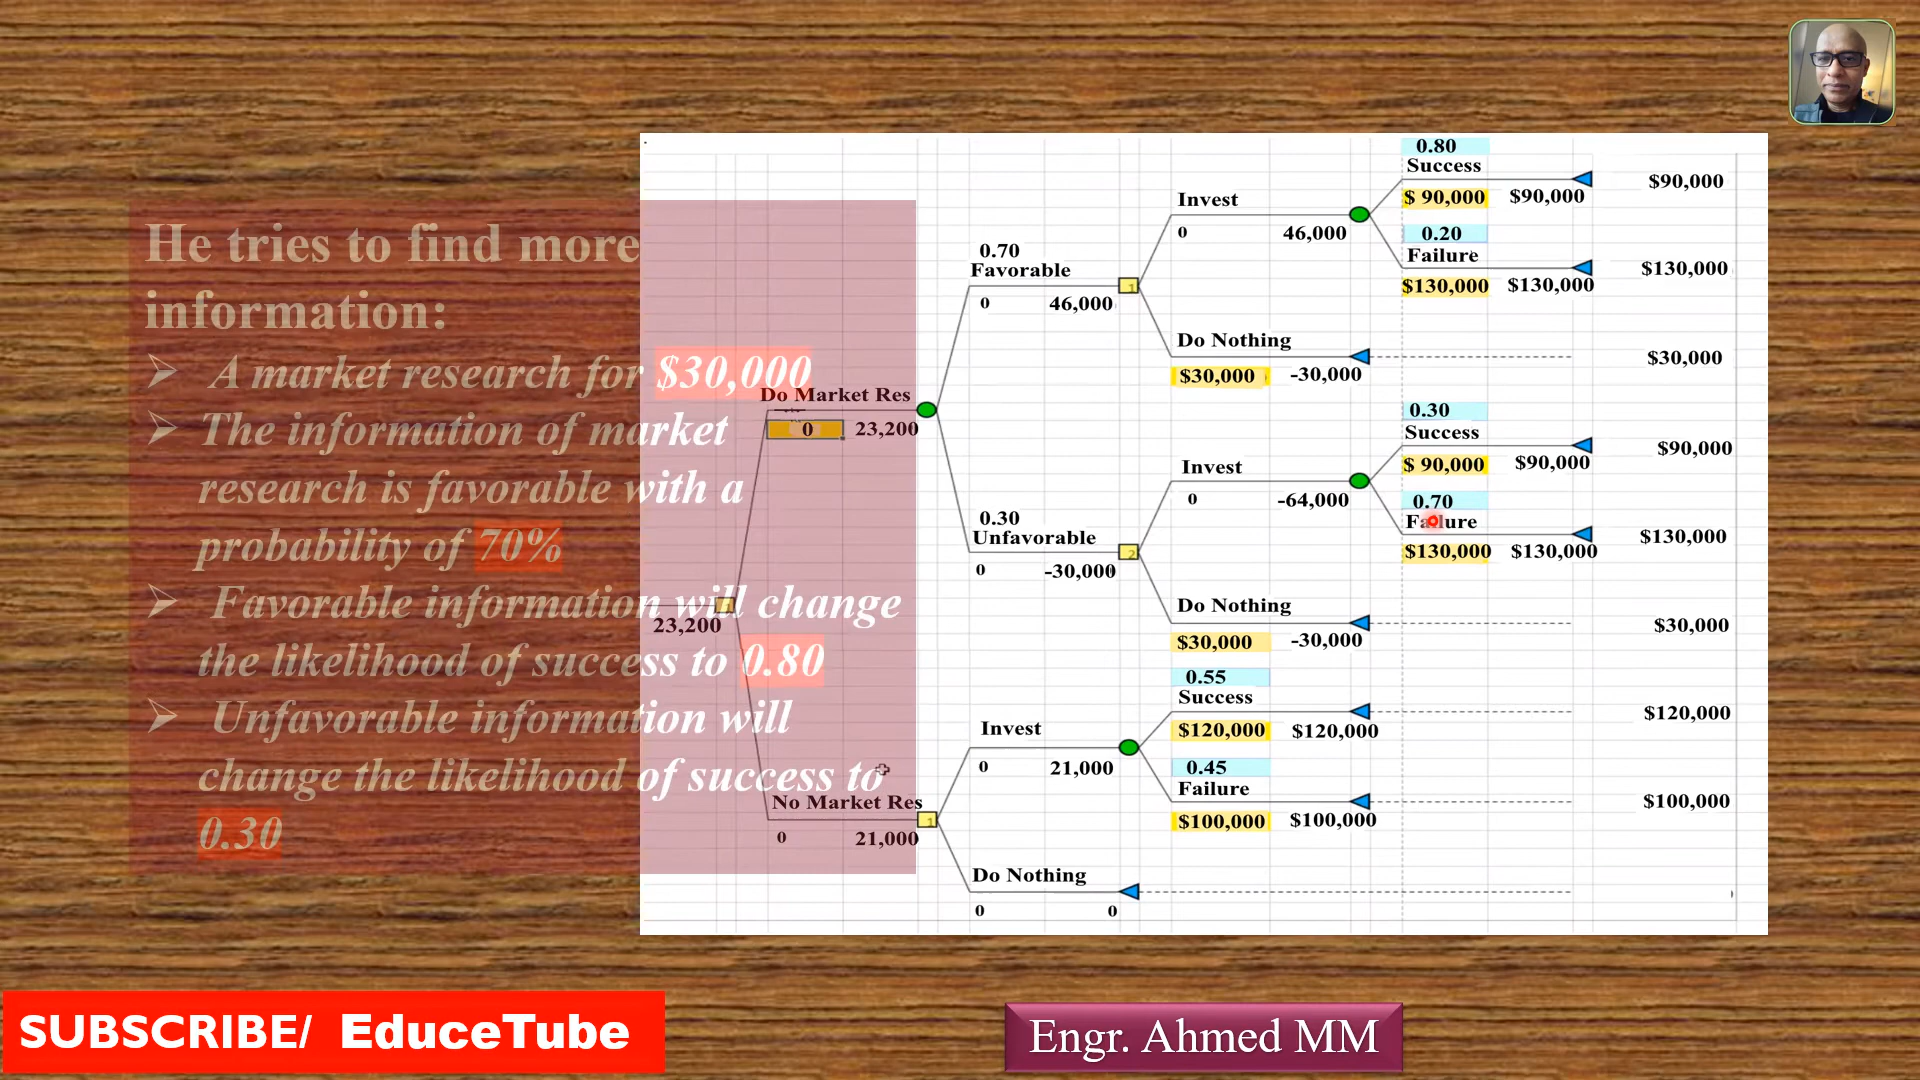 He tries to find more
information:
A market research for $30,000
The information of market
research is favorable with a
probability of 70%
Favorable information will change
the likelihood of success to 0.80
Unfavorable information will
change the likelihood of success to
0.30
23,200
Do Market Res
0 23,200
No Market Res
0 21,000
0.70
Favorable
0 46,000
0.30
Unfavorable
0 -30,000
Invest
0 46,000
Do Nothing
$30,000 -30,000
$30,000
0.80
Success
$ 90,000 $90,000
$90,000
0.20
Failure
$130,000 $130,000
$130,000
Invest
0 -64,000
Do Nothing
$30,000 -30,000
$30,000
0.30
Success
$ 90,000 $90,000
$90,000
0.70
Failure
$130,000 $130,000
$130,000
Invest
0 21,000
0.55
Success
$120,000 $120,000
$120,000
0.45
Failure
$100,000 $100,000
$100,000
Do Nothing
0 0
1
2
1
SUBSCRIBE/ EduceTube
Engr. Ahmed MM